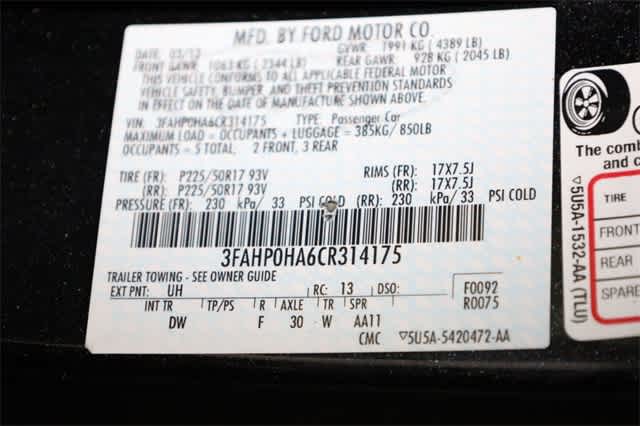 MFD. BY FORD MOTOR CO.
DATE: 03/12 GVWR: 1991 KG (4389 LB)
FRONT GAWR: 1063 KG (2344 LB) REAR GAWR: 928 KG (2045 LB)
THIS VEHICLE CONFORMS TO ALL APPLICABLE FEDERAL MOTOR
VEHICLE SAFETY, BUMPER, AND THEFT PREVENTION STANDARDS
IN EFFECT ON THE DATE OF MANUFACTURE SHOWN ABOVE.
VIN: 3FAHP0HA6CR314175 TYPE: Passenger Car
MAXIMUM LOAD = OCCUPANTS + LUGGAGE = 385KG/850LB
OCCUPANTS = 5 TOTAL, 2 FRONT, 3 REAR
TIRE (FR): P225/50R17 93V RIMS (FR): 17X7.5J
(RR): P225/50R17 93V (RR): 17X7.5J
PRESSURE (FR): 230 kPa/ 33 PSI COLD (RR): 230 kPa/ 33 PSI COLD
3FAHP0HA6CR314175
TRAILER TOWING - SEE OWNER GUIDE
EXT PNT: UH RC: 13 DSO: F0092
R0075
INT TR TP/PS R AXLE TR SPR
DW F 30 W AA11
CMC ▽5U5A-5420472-AA
The comb
and c
TIRE
FRONT
REAR
SPARE
▽5U5A-1532-AA (TLU)